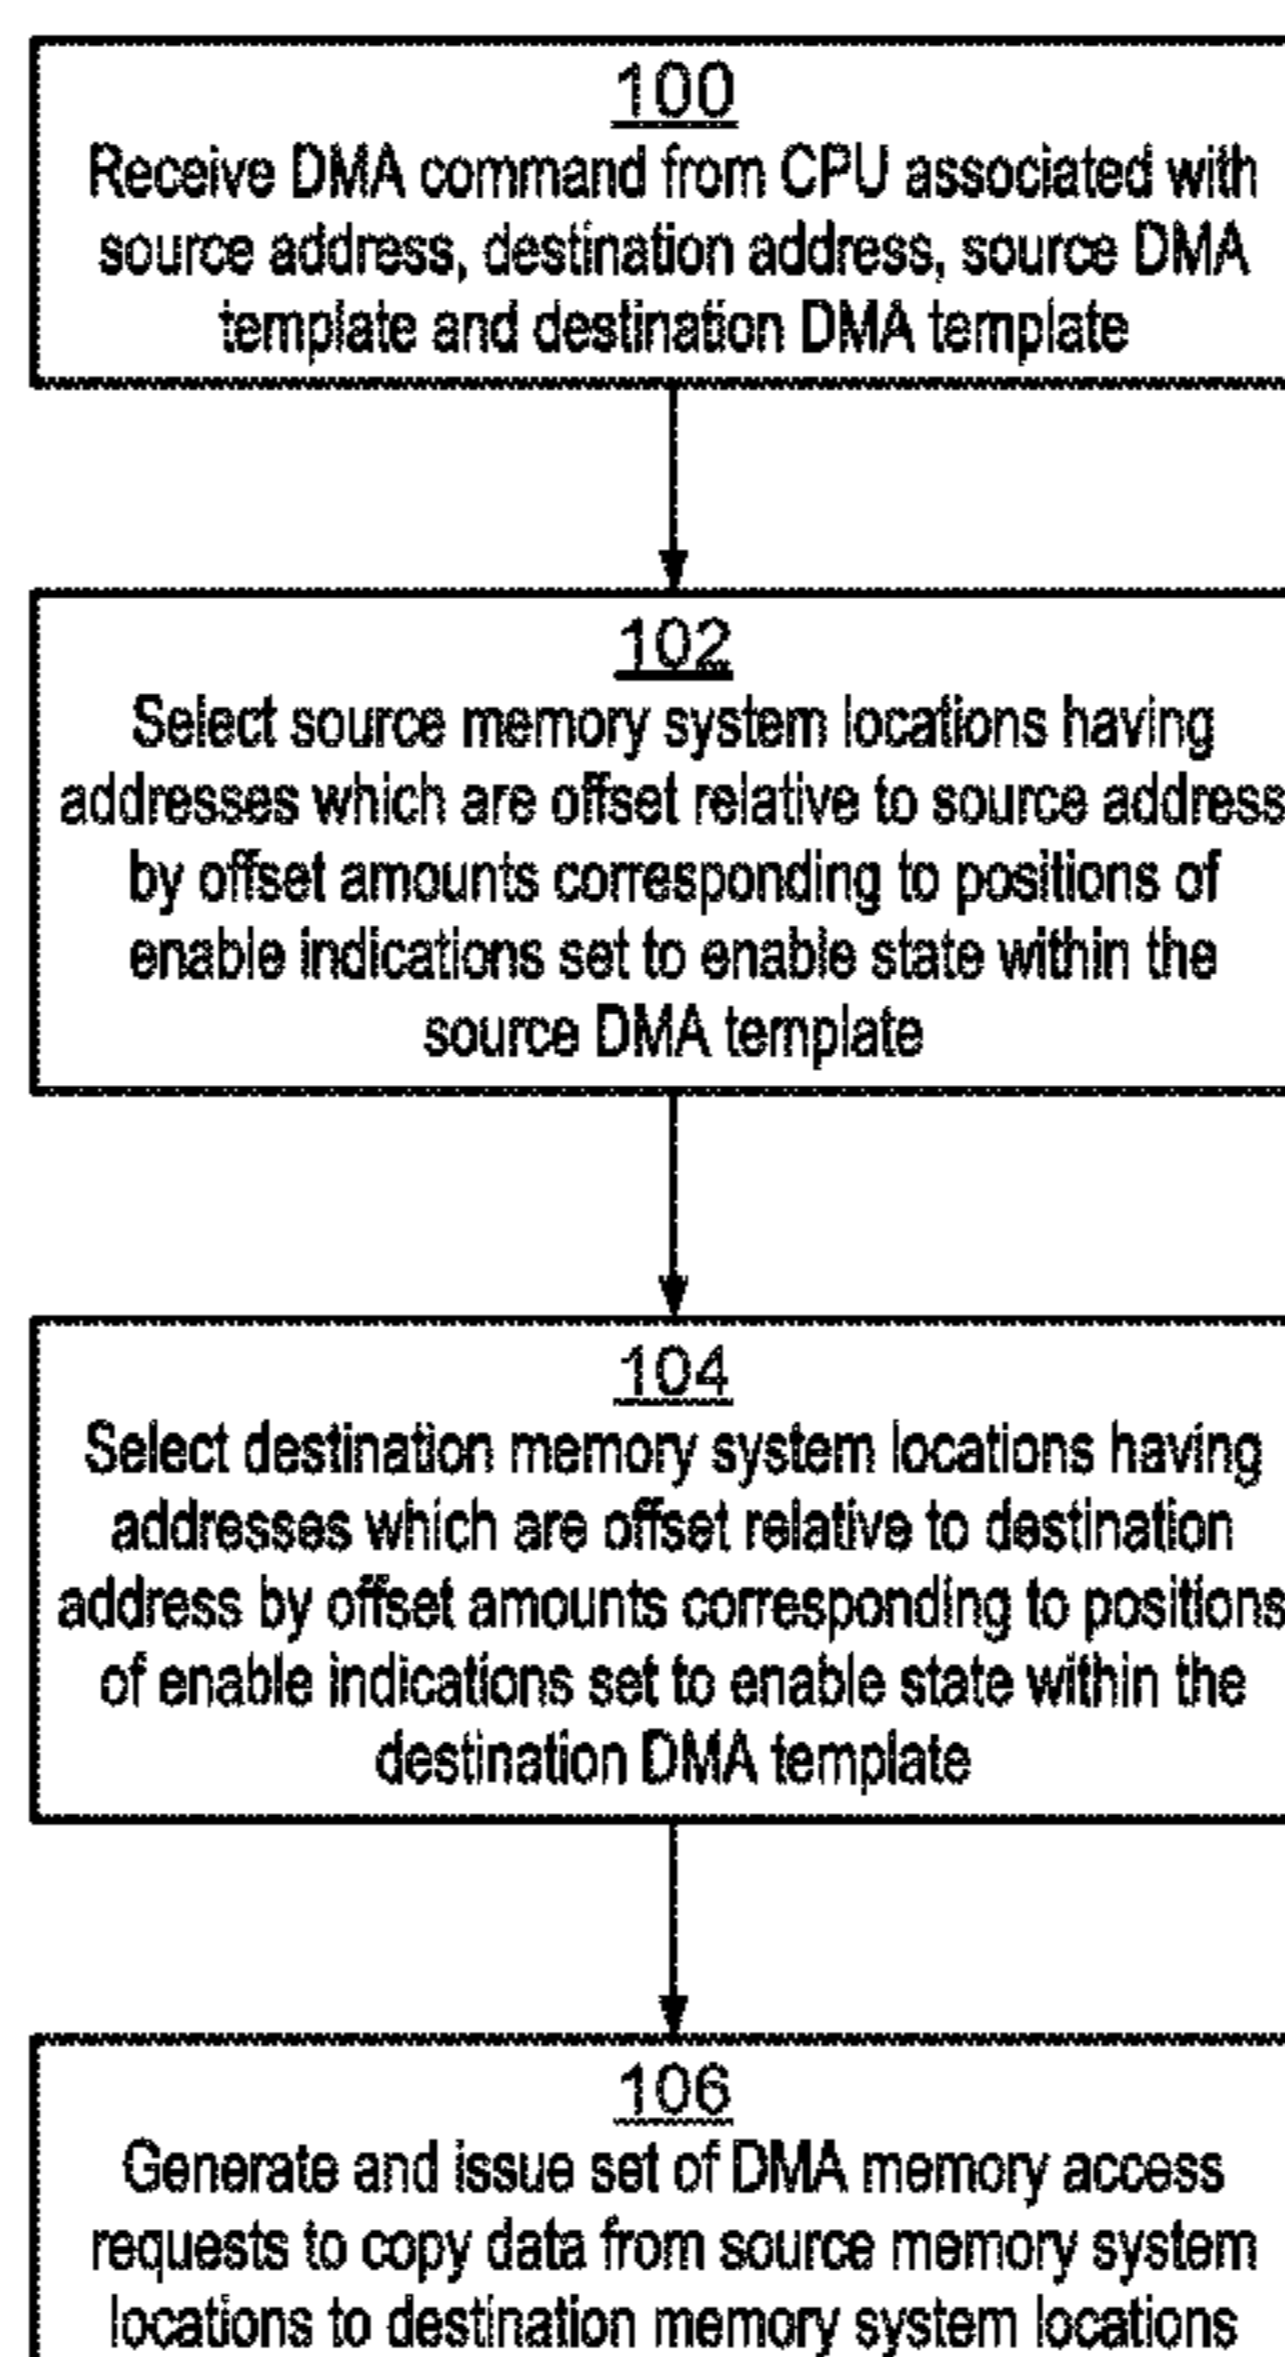 100
Receive DMA command from CPU associated with
source address, destination address, source DMA
template and destination DMA template
102
Select source memory system locations having
addresses which are offset relative to source address
by offset amounts corresponding to positions of
enable indications set to enable state within the
source DMA template
104
Select destination memory system locations having
addresses which are offset relative to destination
address by offset amounts corresponding to positions
of enable indications set to enable state within the
destination DMA template
106
Generate and issue set of DMA memory access
requests to copy data from source memory system
locations to destination memory system locations